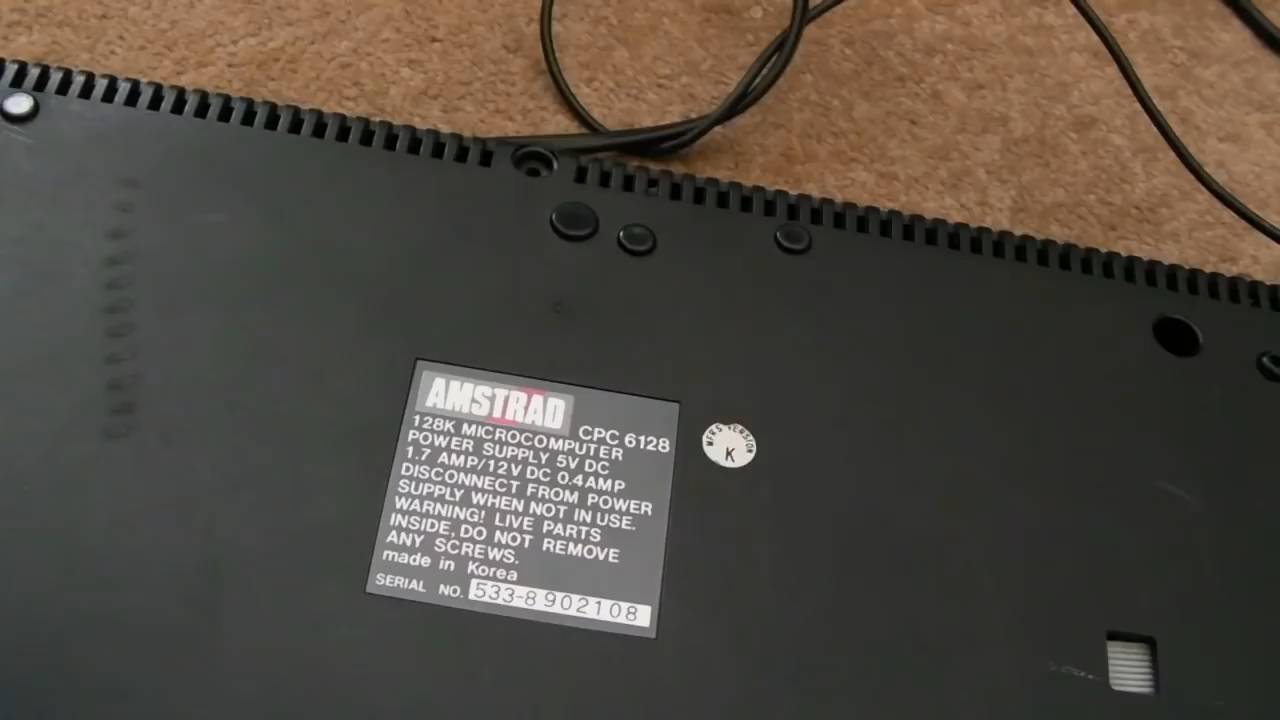 AMSTRAD
CPC 6128
128K MICROCOMPUTER
POWER SUPPLY 5V DC
1.7 AMP/12V DC 0.4AMP
DISCONNECT FROM POWER
SUPPLY WHEN NOT IN USE.
WARNING! LIVE PARTS
INSIDE, DO NOT REMOVE
ANY SCREWS.
made in Korea
SERIAL NO. 533-8902108
MFR'S VERSION
K